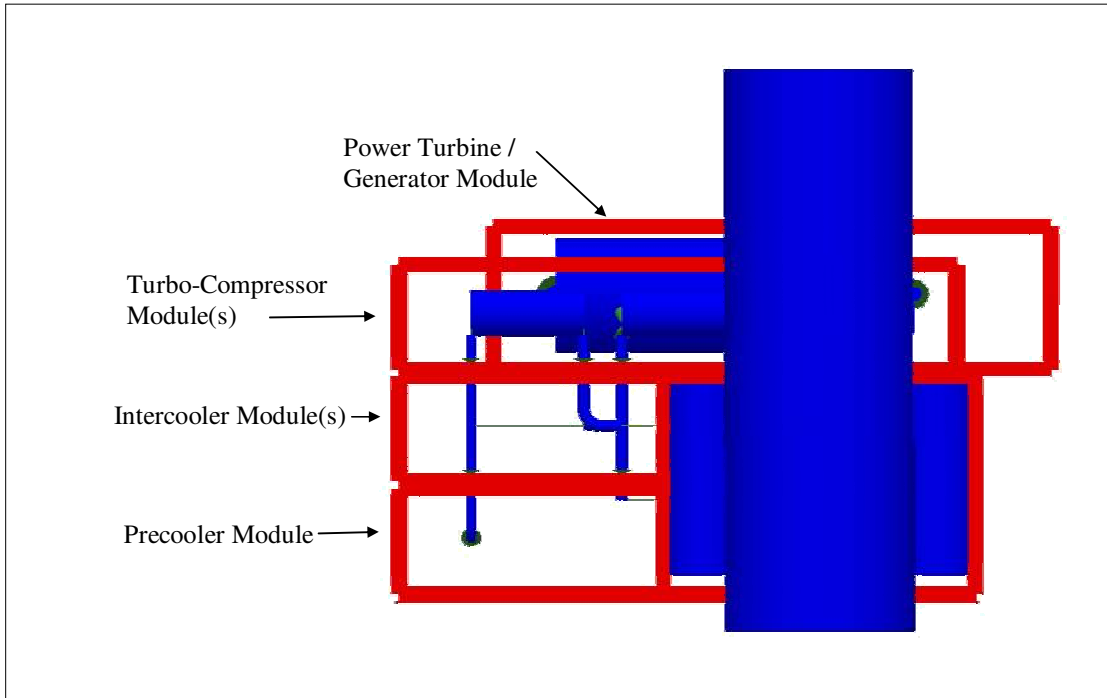 Power Turbine /
Generator Module
Turbo-Compressor
Module(s)
Intercooler Module(s)
Precooler Module